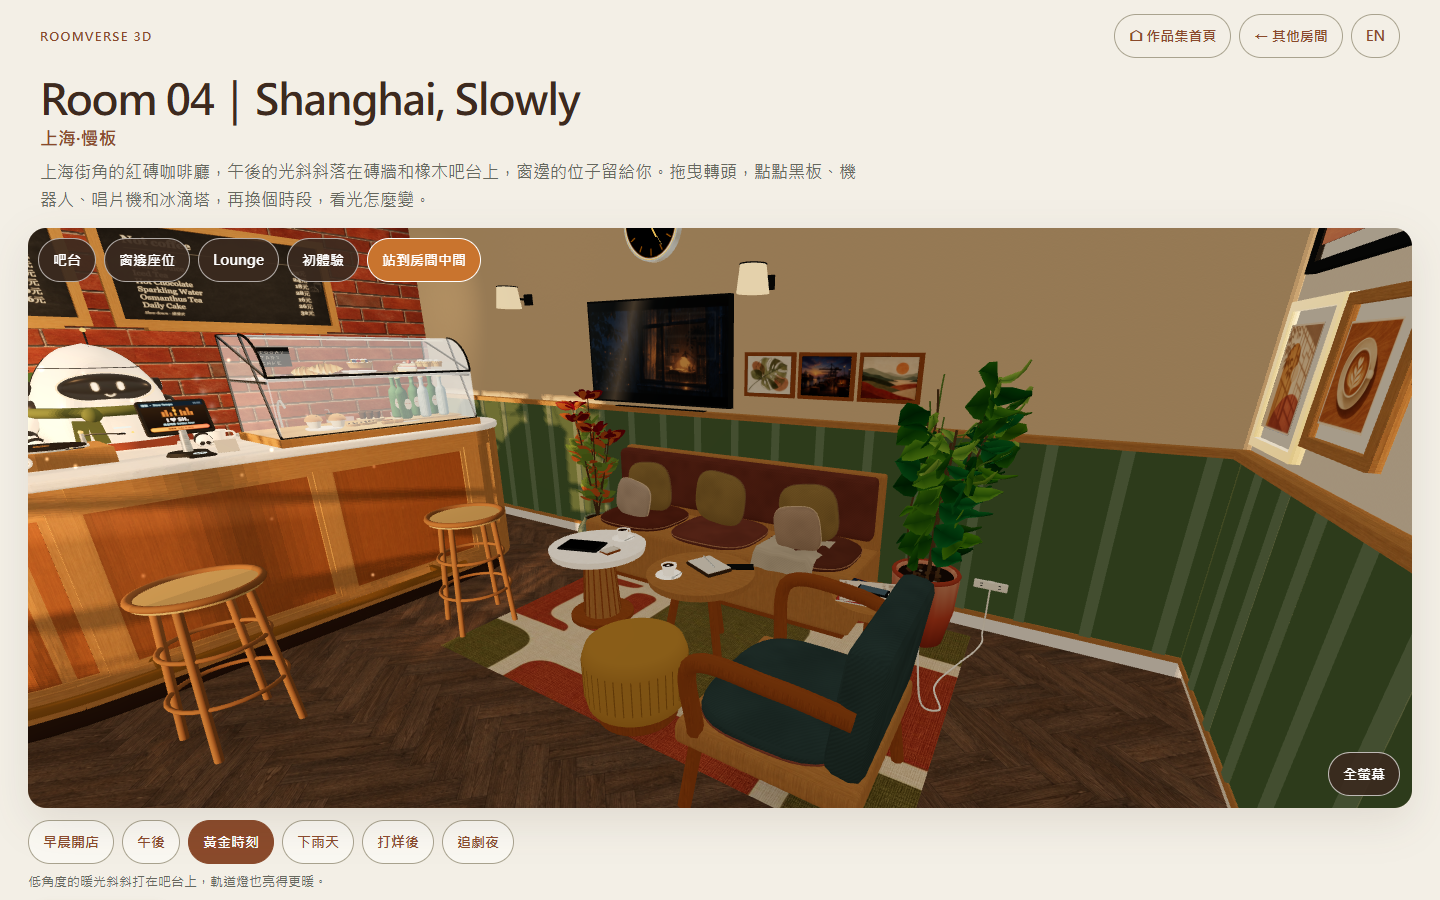 ROOMVERSE 3D
作品集首頁
← 其他房間
EN
Room 04 | Shanghai, Slowly
上海·慢板
上海街角的紅磚咖啡廳，午後的光斜斜落在磚牆和橡木吧台上，窗邊的位子留給你。拖曳轉頭，點點黑板、機
器人、唱片機和冰滴塔，再換個時段，看光怎麼變。
吧台
窗邊座位
Lounge
初體驗
站到房間中間
Not coffee
Hot Chocolate
Sparkling Water
Osmanthus Tea
Daily Cake
全螢幕
早晨開店
午後
黃金時刻
下雨天
打烊後
追劇夜
低角度的暖光斜斜打在吧台上，軌道燈也亮得更暖。